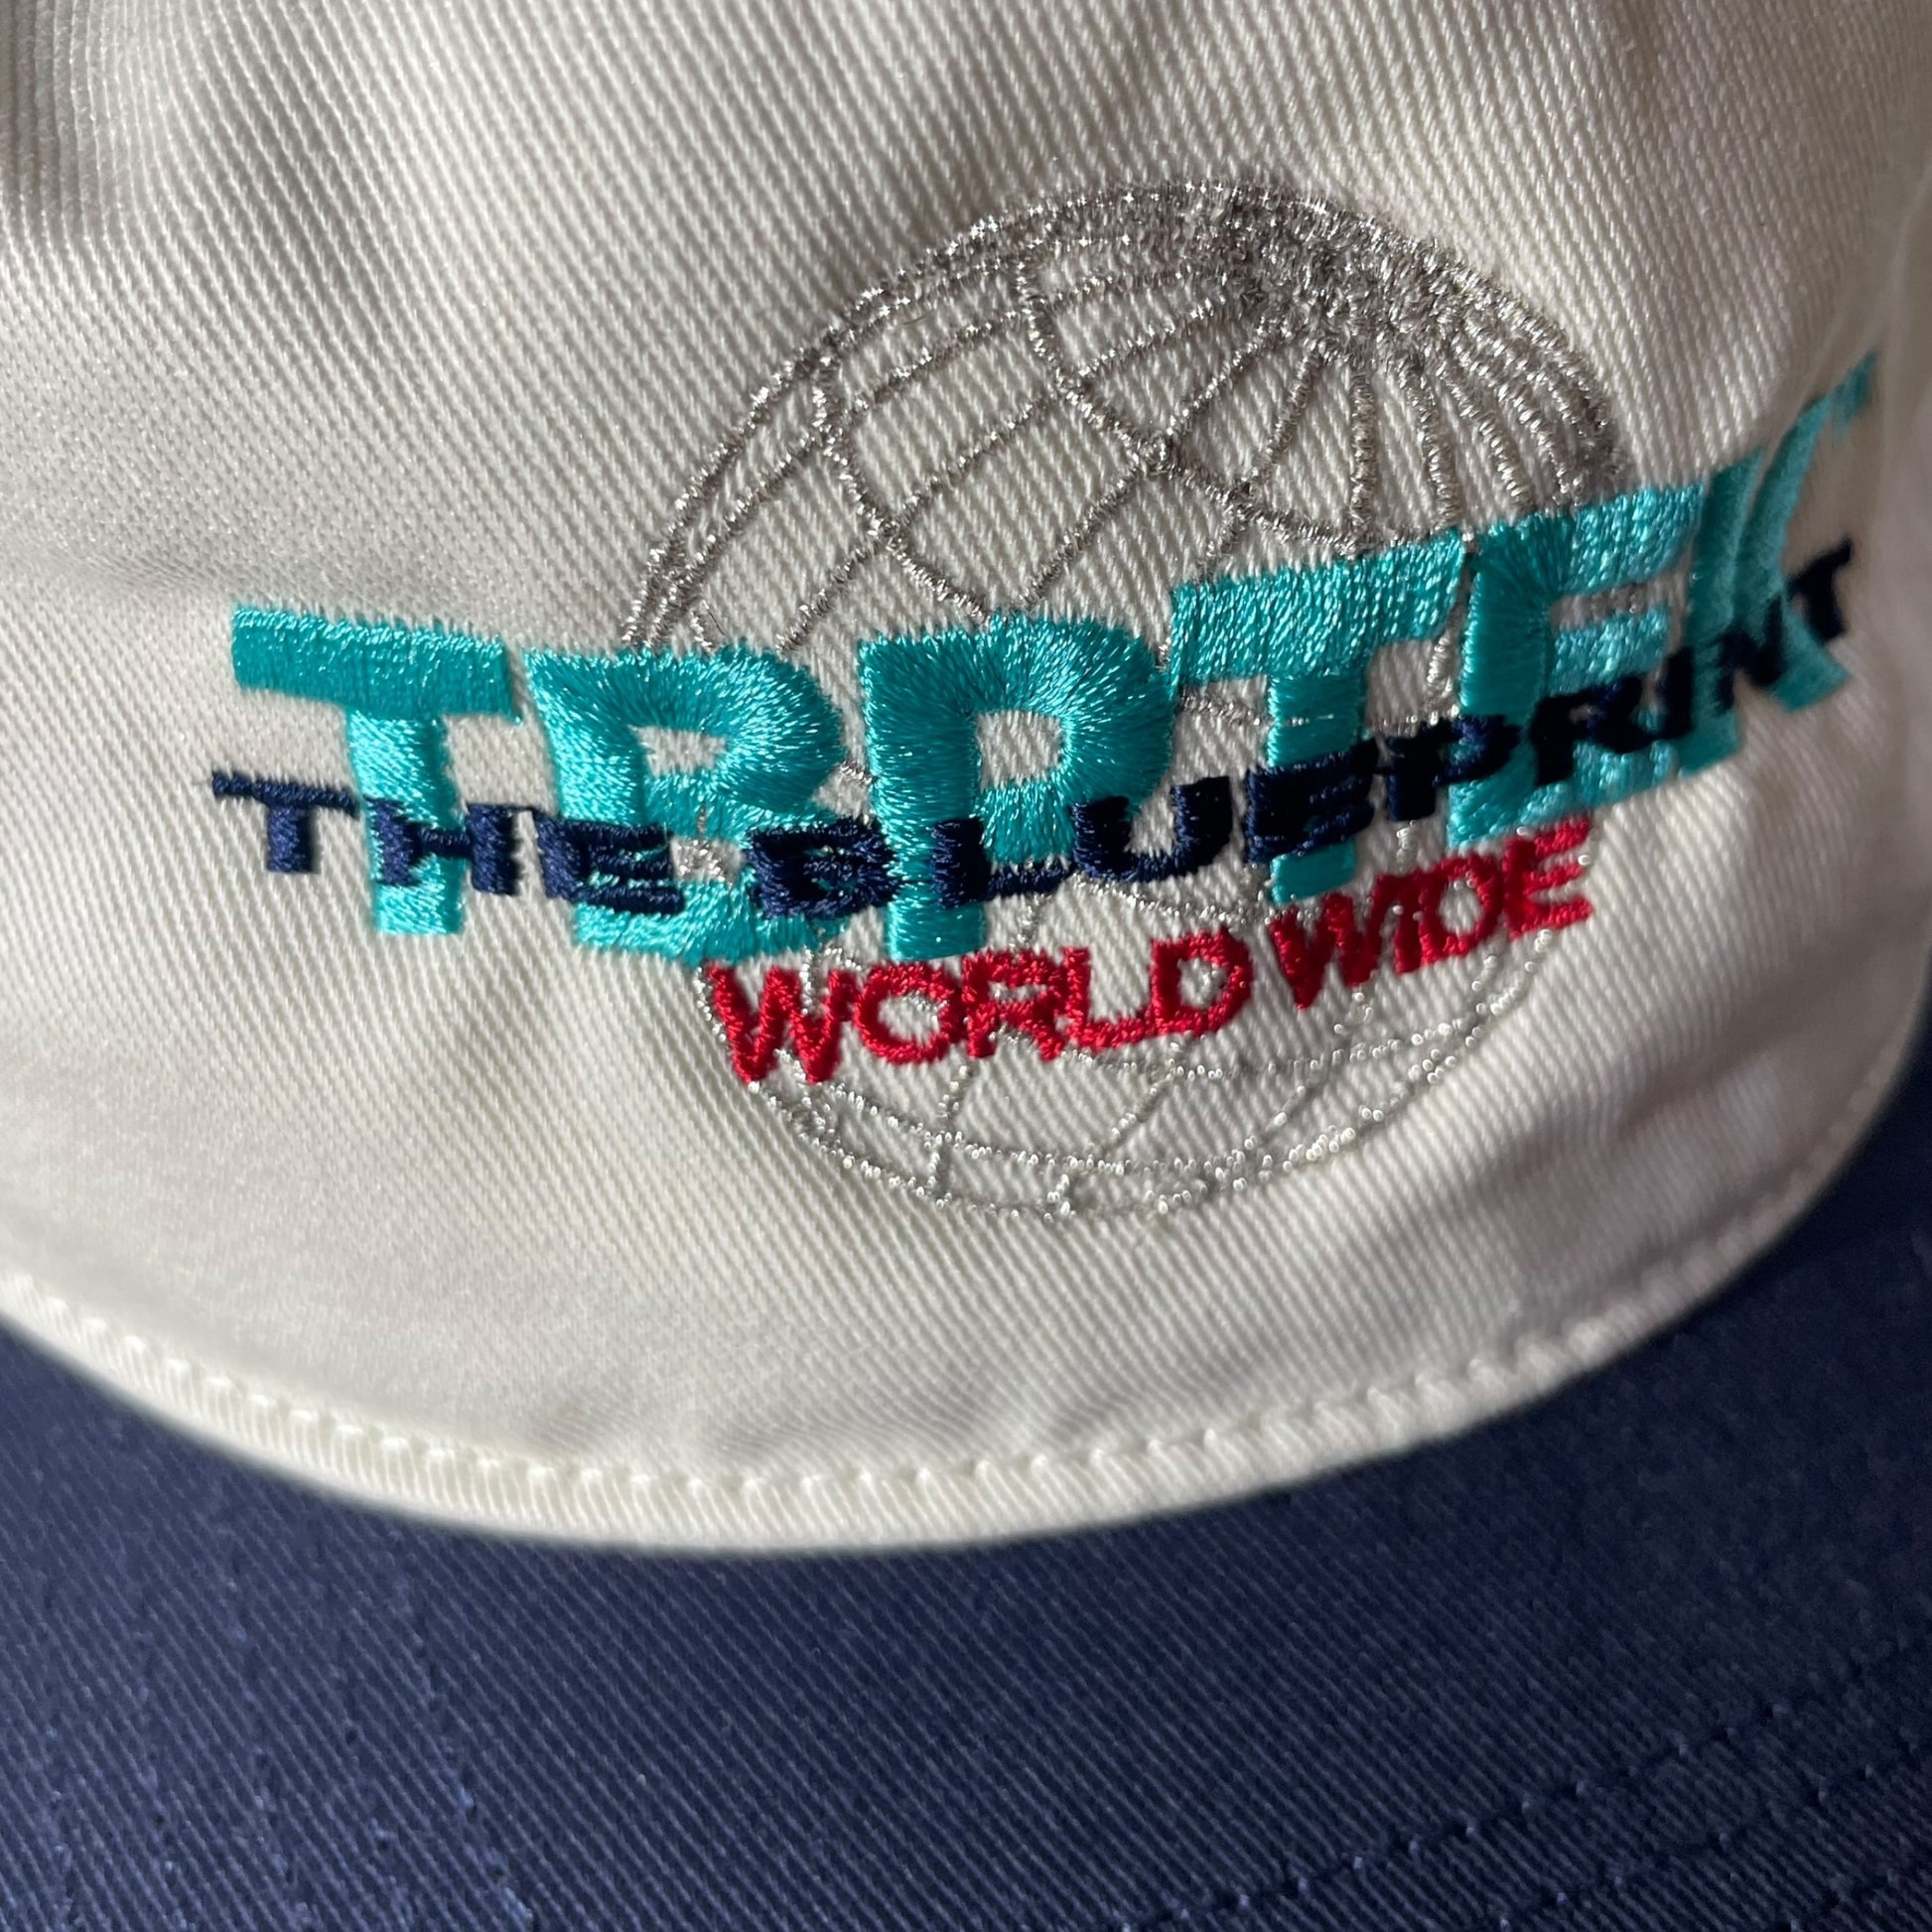 TBPTEK
THE BLUEPRINT
WORLD WIDE